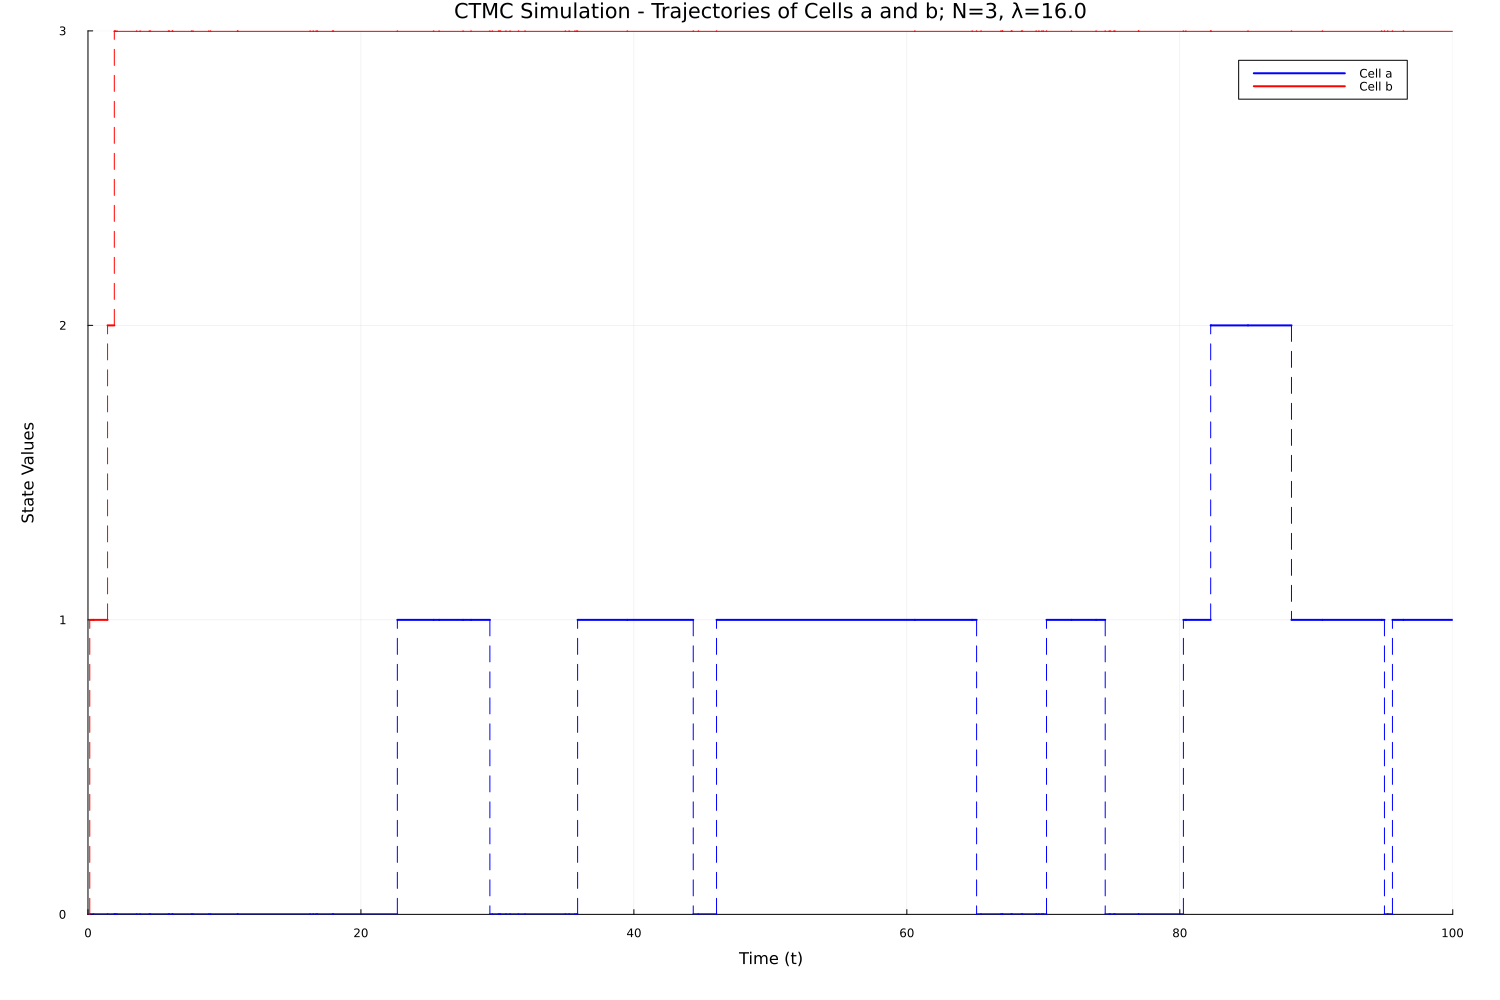 CTMC Simulation - Trajectories of Cells a and b; N=3, λ=16.0
3
Cell a
Cell b
2
State Values
1
0
0 20 40 60 80 100
Time (t)